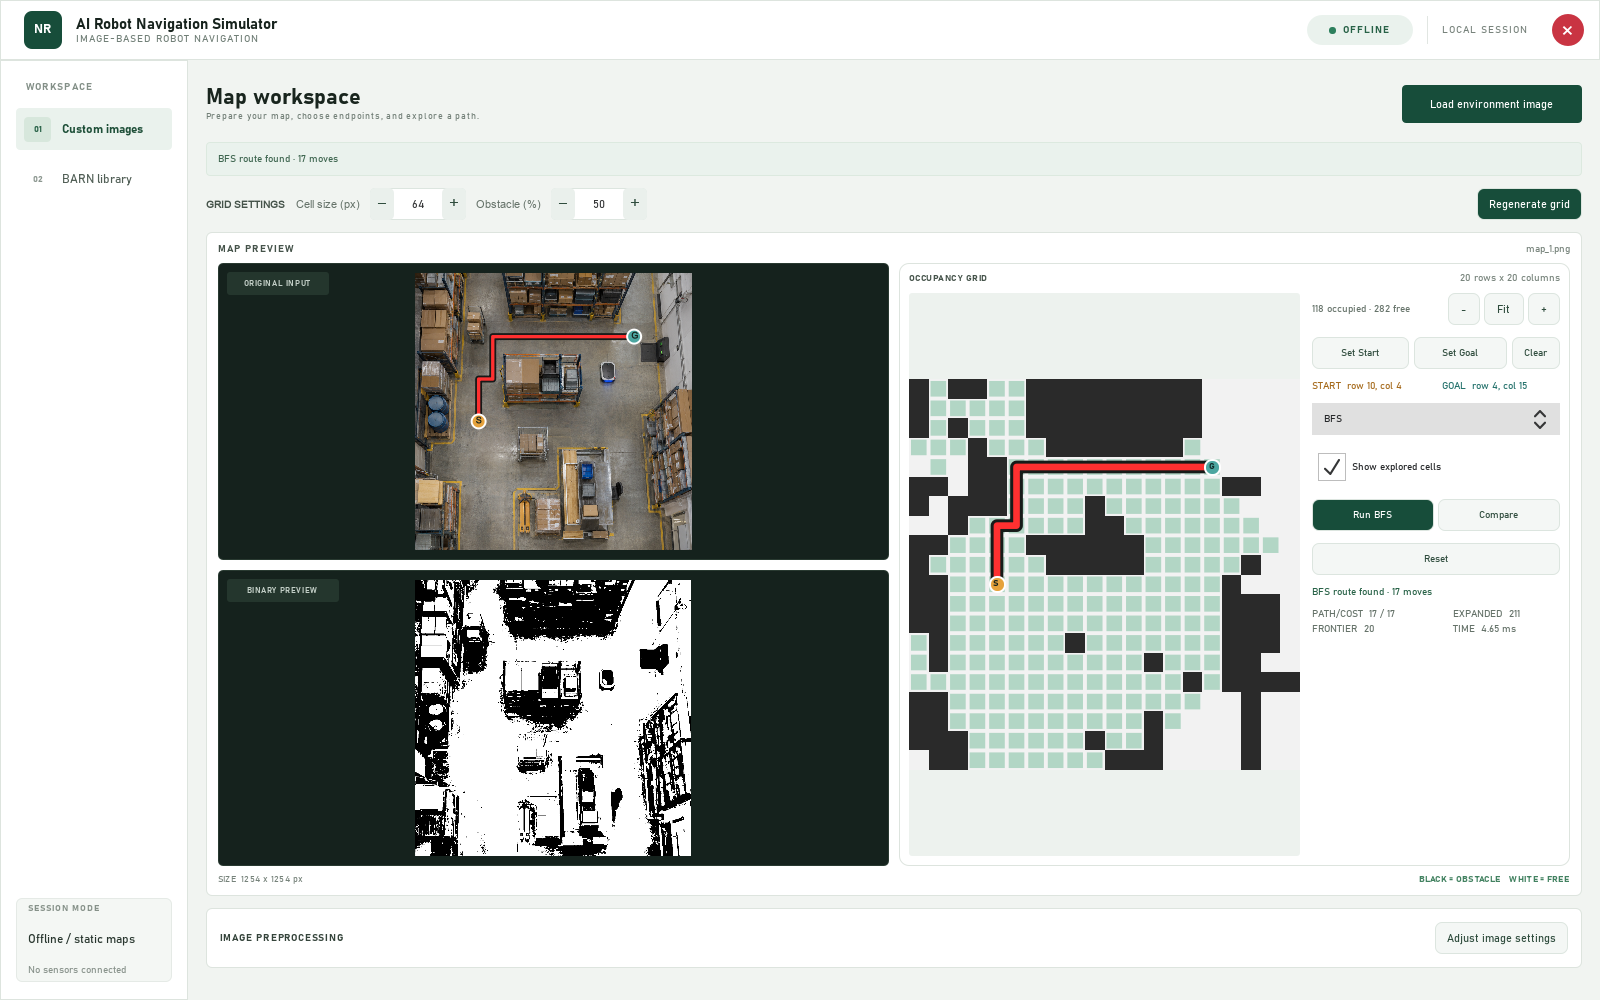 NR
AI Robot Navigation Simulator
IMAGE-BASED ROBOT NAVIGATION
OFFLINE
LOCAL SESSION
WORKSPACE
01 Custom images
02 BARN library
Map workspace
Prepare your map, choose endpoints, and explore a path.
Load environment image
BFS route found · 17 moves
GRID SETTINGS Cell size (px) − 64 + Obstacle (%) − 50 +
Regenerate grid
MAP PREVIEW
map_1.png
ORIGINAL INPUT
G
S
BINARY PREVIEW
OCCUPANCY GRID
20 rows x 20 columns
G
S
118 occupied · 282 free
- Fit +
Set Start Set Goal Clear
START row 10, col 4 GOAL row 4, col 15
BFS
Show explored cells
Run BFS Compare
Reset
BFS route found · 17 moves
PATH/COST 17 / 17 EXPANDED 211
FRONTIER 20 TIME 4.65 ms
SIZE 1254 x 1254 px
BLACK = OBSTACLE WHITE = FREE
SESSION MODE
Offline / static maps
No sensors connected
IMAGE PREPROCESSING
Adjust image settings